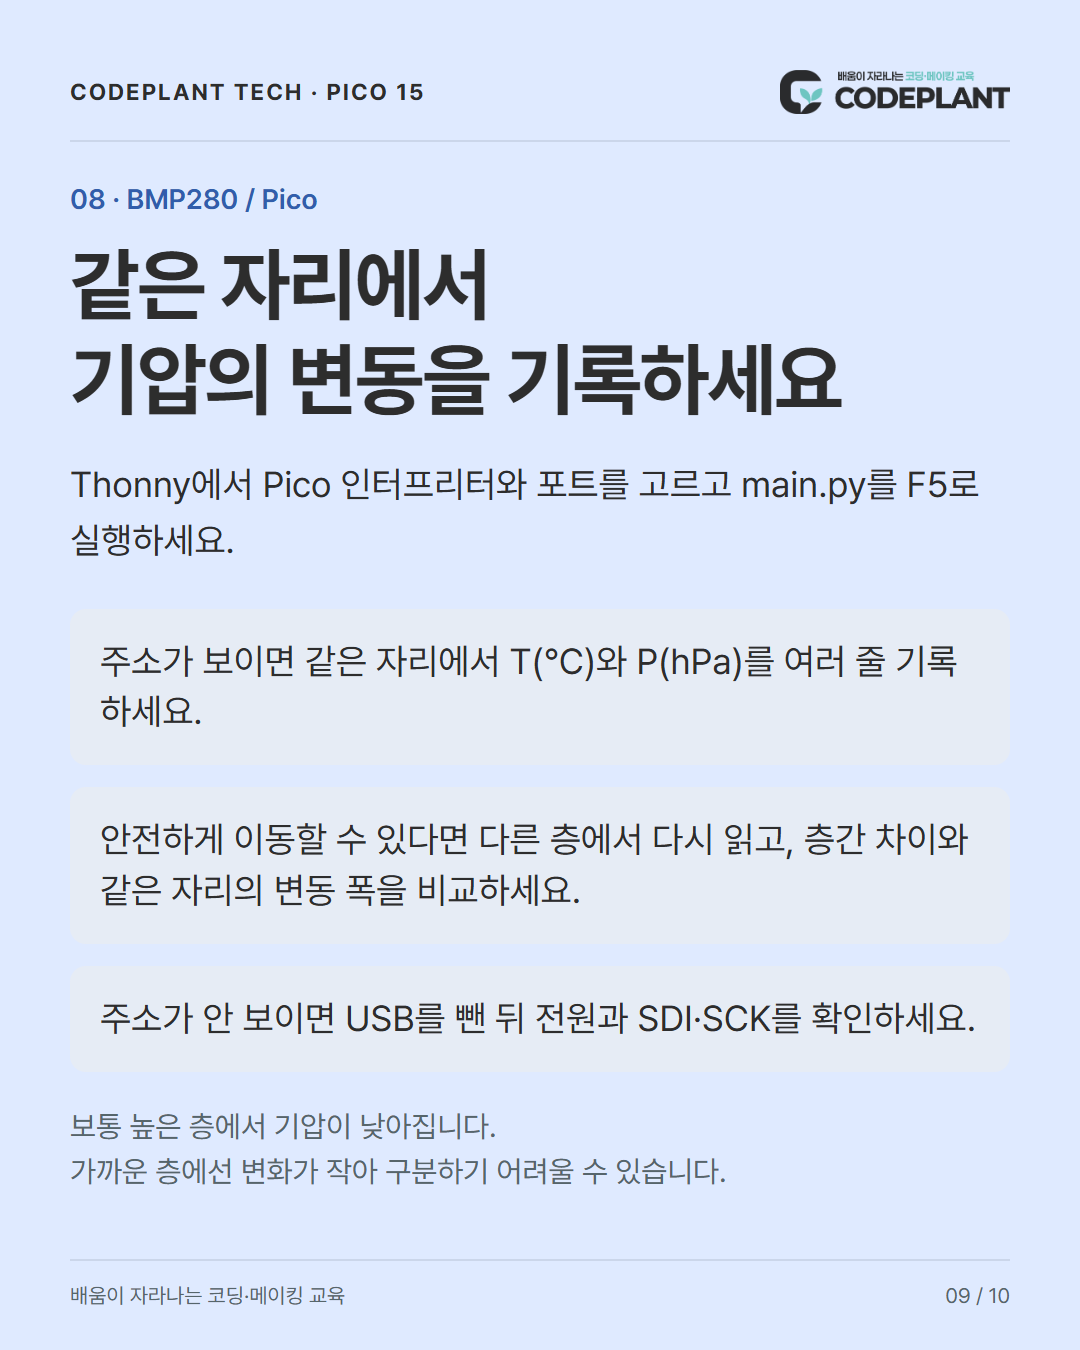 CODEPLANT TECH · PICO 15
배움이 자라나는 코딩·메이킹 교육
CODEPLANT
08 · BMP280 / Pico
같은 자리에서
기압의 변동을 기록하세요
Thonny에서 Pico 인터프리터와 포트를 고르고 main.py를 F5로
실행하세요.
주소가 보이면 같은 자리에서 T(°C)와 P(hPa)를 여러 줄 기록
하세요.
안전하게 이동할 수 있다면 다른 층에서 다시 읽고, 층간 차이와
같은 자리의 변동 폭을 비교하세요.
주소가 안 보이면 USB를 뺀 뒤 전원과 SDI·SCK를 확인하세요.
보통 높은 층에서 기압이 낮아집니다.
가까운 층에선 변화가 작아 구분하기 어려울 수 있습니다.
배움이 자라나는 코딩·메이킹 교육
09 / 10